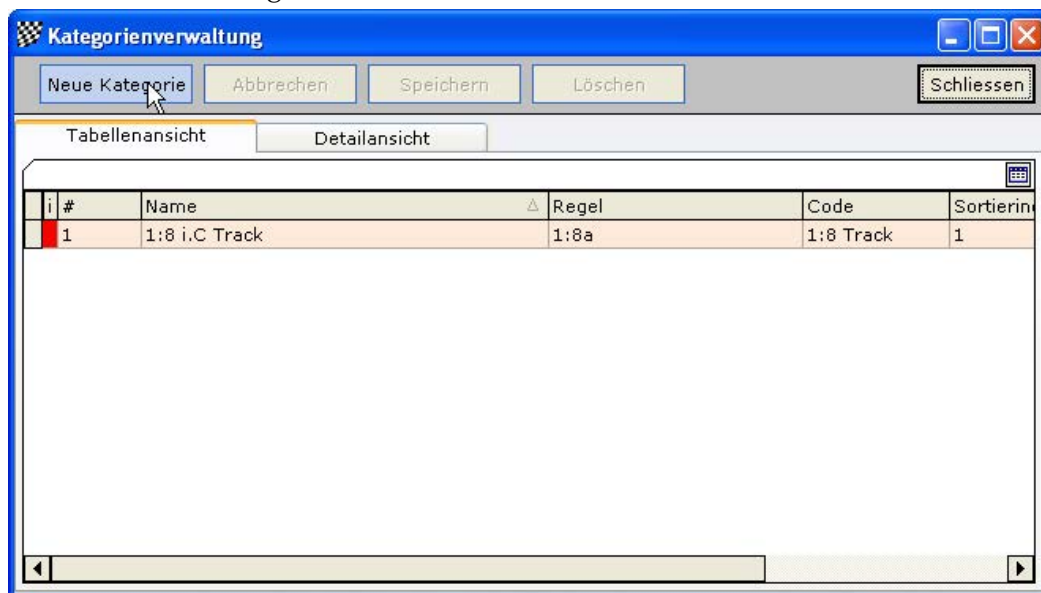 Kategorienverwaltung
Neue Kategorie Abbrechen Speichern Löschen Schliessen
Tabellenansicht Detailansicht
i # Name Regel Code Sortierin
1 1:8 i.C Track 1:8a 1:8 Track 1